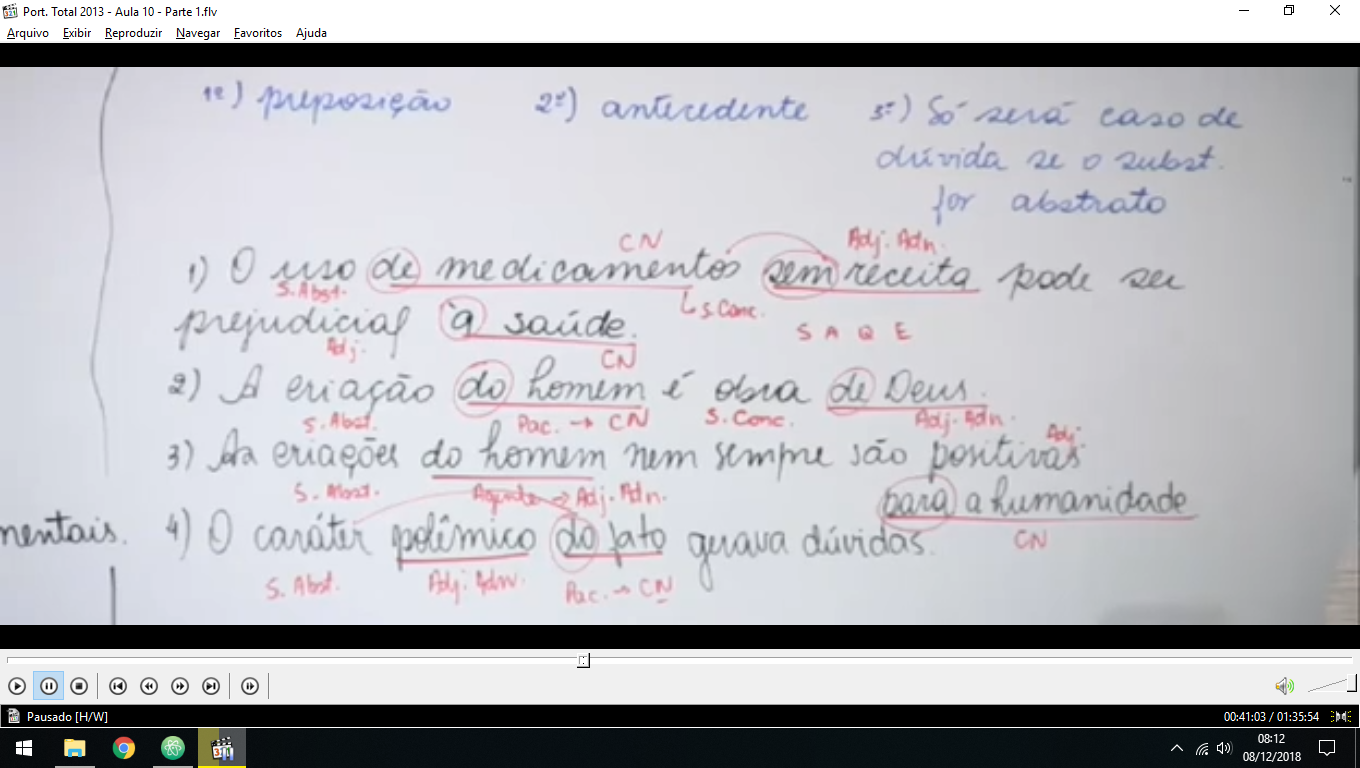 Port. Total 2013 - Aula 10 - Parte 1.flv
Arquivo Exibir Reproduzir Navegar Favoritos Ajuda
1º) preposição 2º) antecedente 3º) Só será caso de
dúvida se o subst.
for abstrato
CN Adj. Adn.
1) O uso de medicamentos sem receita pode ser
S. Abst. S. Conc.
prejudicial à saúde. S A Q E
Adj. CN
2) A criação do homem é obra de Deus.
S. Abst. Pac. → CN S. Conc. Adj. Adn.
Adj.
3) As criações do homem nem sempre são positivas
S. Abst. Agente → Adj. Adn. para a humanidade
CN
mentais. 4) O caráter polêmico do fato gerava dúvidas.
S. Abst. Adj. Adn. Pac. → CN
Pausado [H/W] 00:41:03 / 01:35:54
08:12
08/12/2018